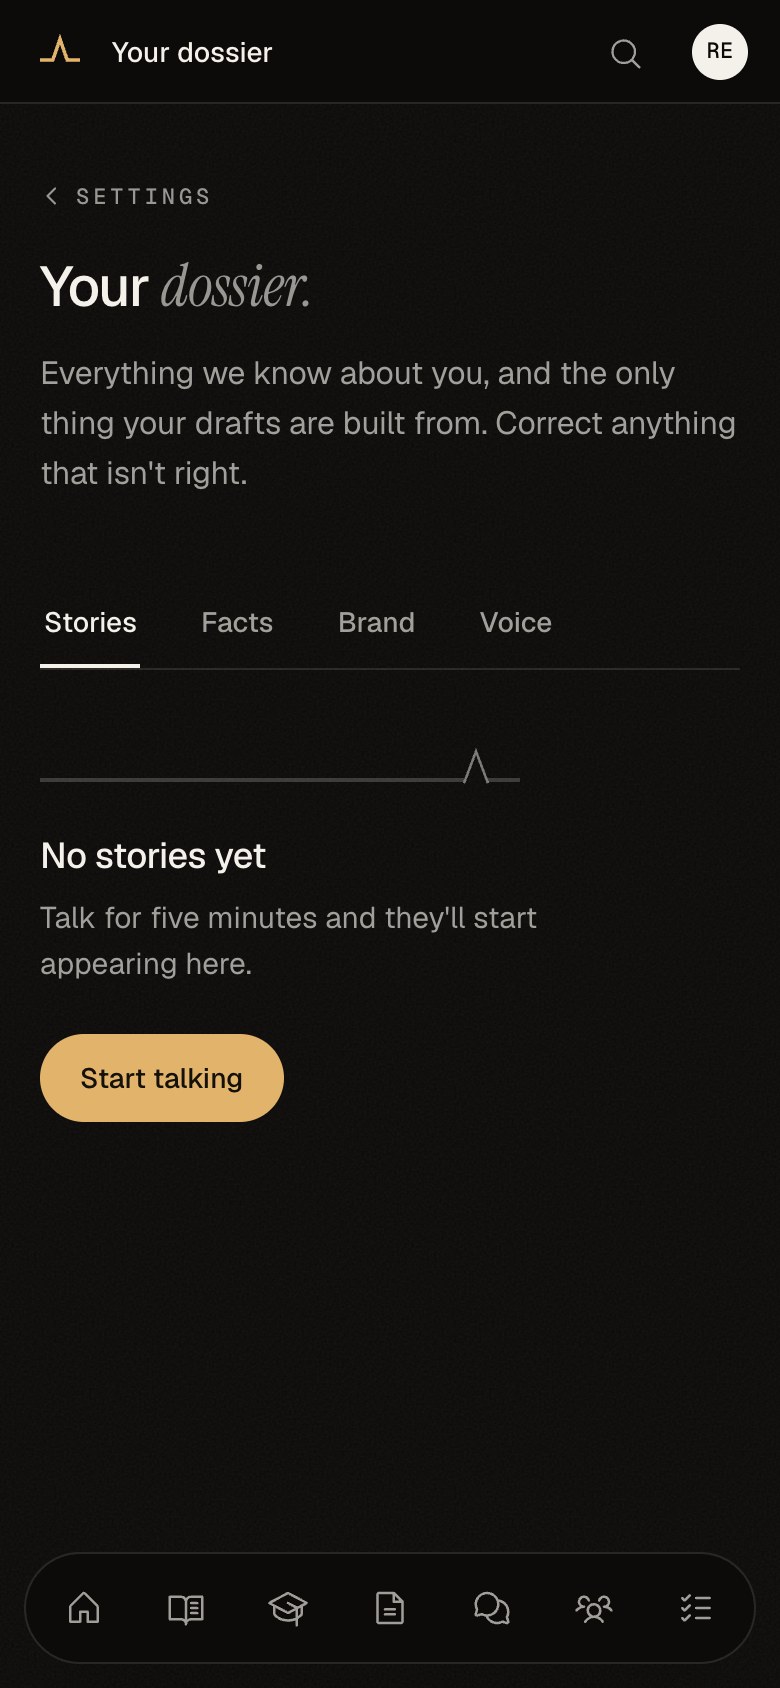 Your dossier
RE
SETTINGS
Your dossier.
Everything we know about you, and the only
thing your drafts are built from. Correct anything
that isn't right.
Stories Facts Brand Voice
No stories yet
Talk for five minutes and they'll start
appearing here.
Start talking